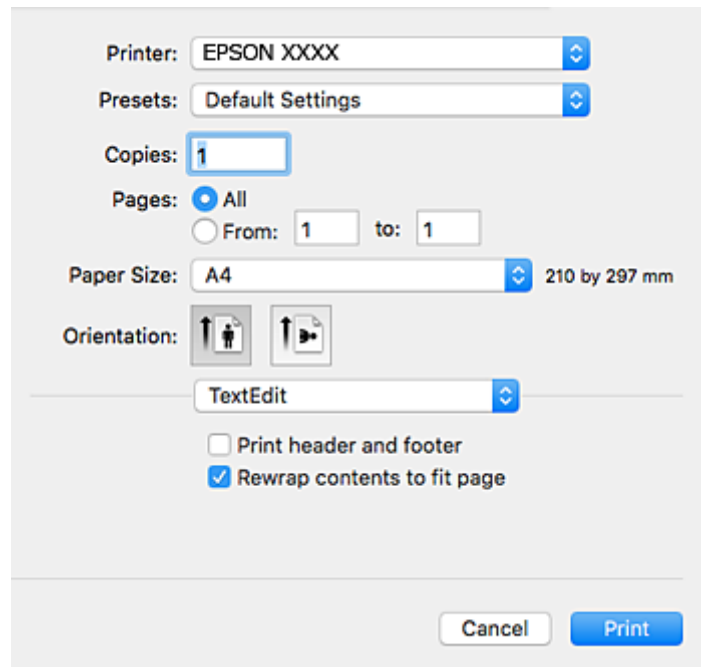 Printer: EPSON XXXX
Presets: Default Settings
Copies: 1
Pages: All
From: 1 to: 1
Paper Size: A4 210 by 297 mm
Orientation:
TextEdit
Print header and footer
Rewrap contents to fit page
Cancel Print